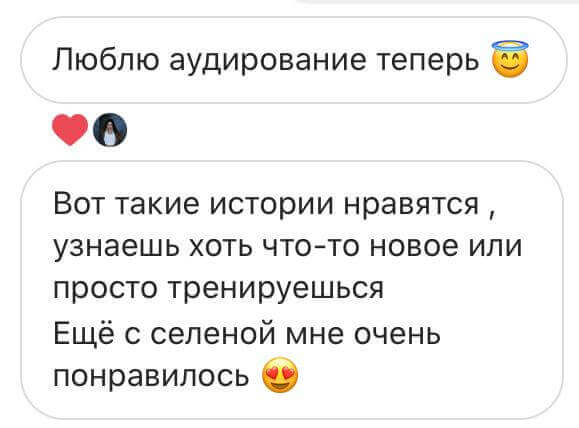 Люблю аудирование теперь 😇
Вот такие истории нравятся ,
узнаешь хоть что-то новое или
просто тренируешься
Ещё с селеной мне очень
понравилось 😍